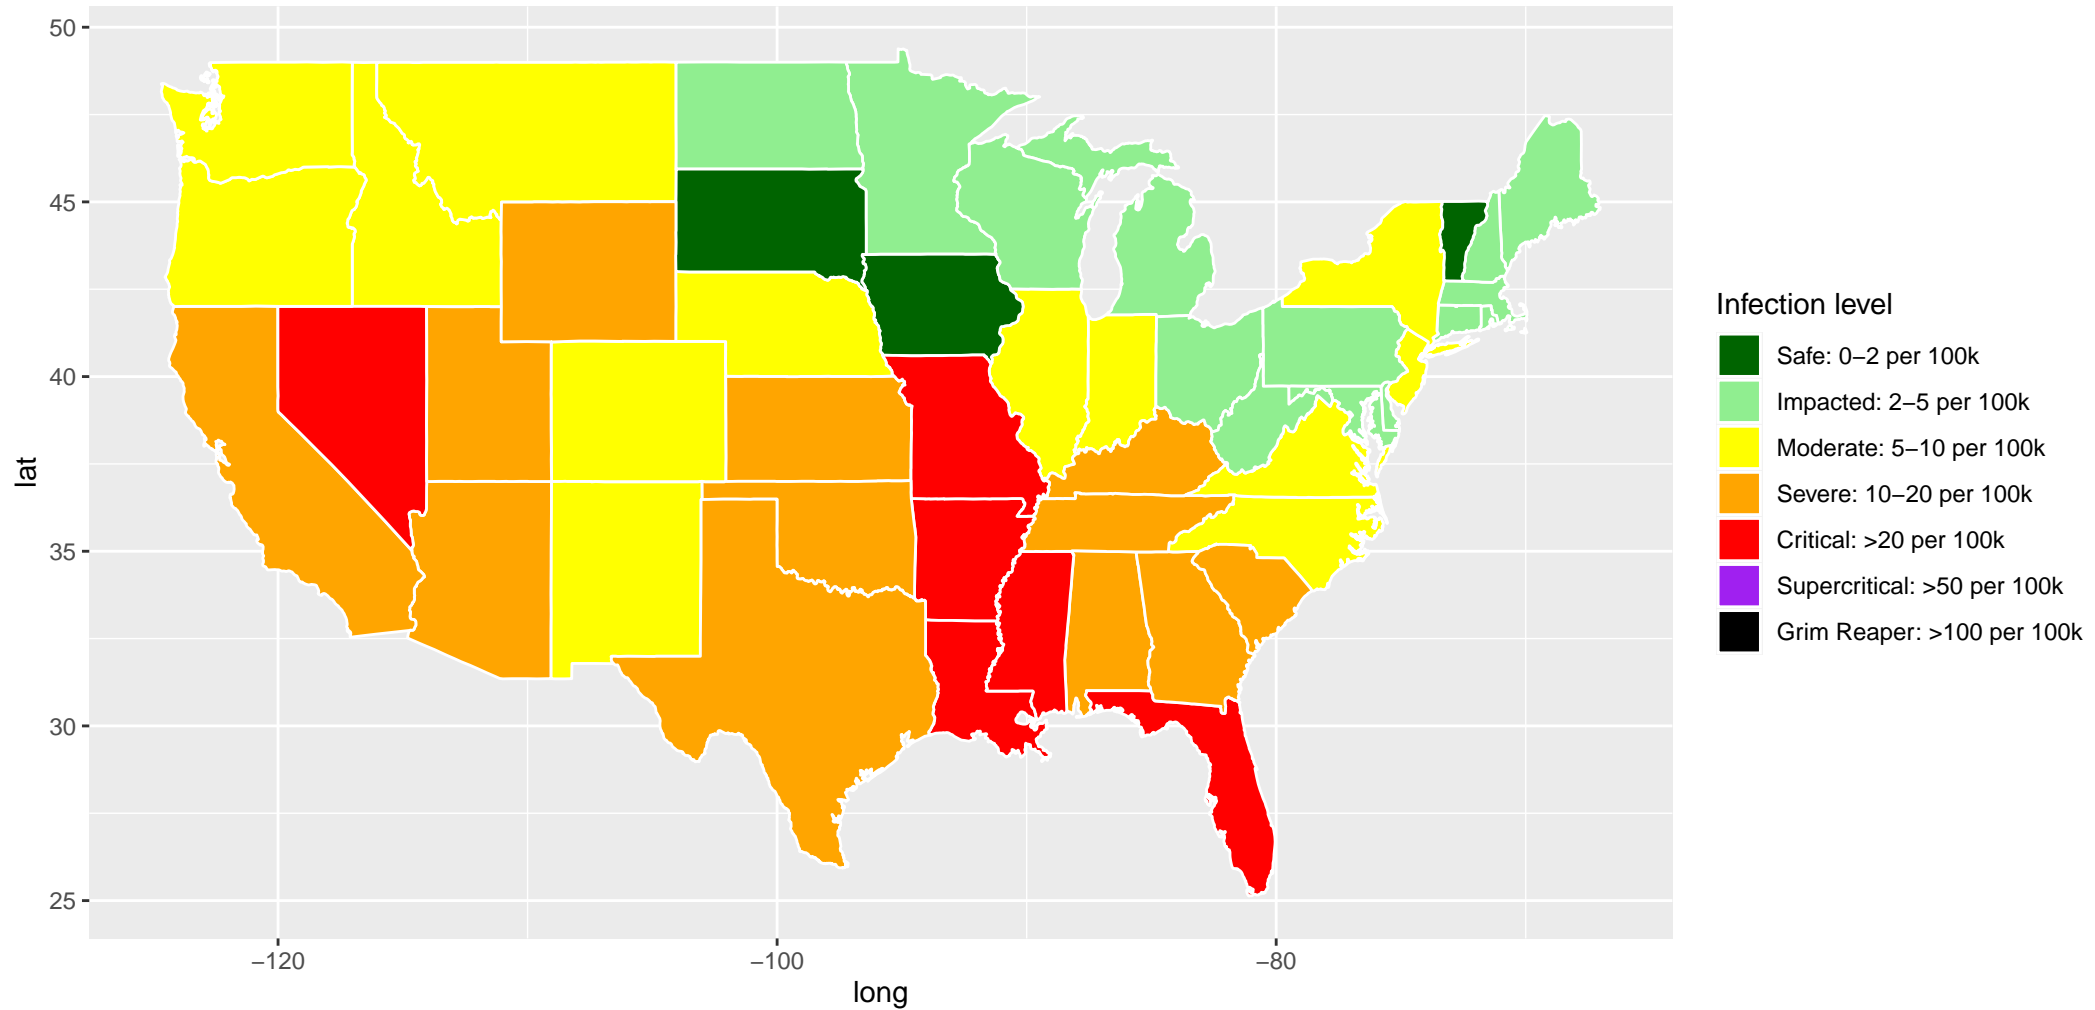 50
45
40
35
30
25
lat
−120
−100
−80
long
Infection level
Safe: 0−2 per 100k
Impacted: 2−5 per 100k
Moderate: 5−10 per 100k
Severe: 10−20 per 100k
Critical: >20 per 100k
Supercritical: >50 per 100k
Grim Reaper: >100 per 100k